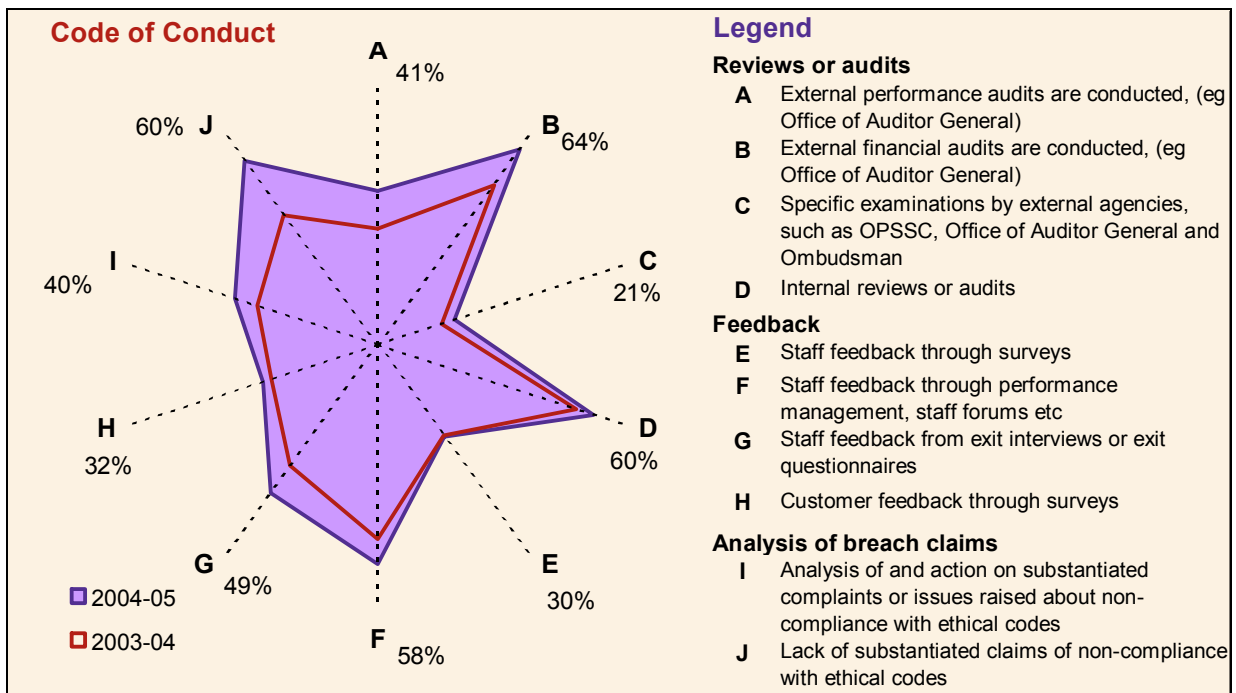 Code of Conduct
A
41%
B
64%
C
21%
D
60%
E
30%
F
58%
G
49%
H
32%
I
40%
J
60%
2004-05
2003-04
Legend
Reviews or audits
A External performance audits are conducted, (eg
Office of Auditor General)
B External financial audits are conducted, (eg
Office of Auditor General)
C Specific examinations by external agencies,
such as OPSSC, Office of Auditor General and
Ombudsman
D Internal reviews or audits
Feedback
E Staff feedback through surveys
F Staff feedback through performance
management, staff forums etc
G Staff feedback from exit interviews or exit
questionnaires
H Customer feedback through surveys
Analysis of breach claims
I Analysis of and action on substantiated
complaints or issues raised about non-
compliance with ethical codes
J Lack of substantiated claims of non-compliance
with ethical codes